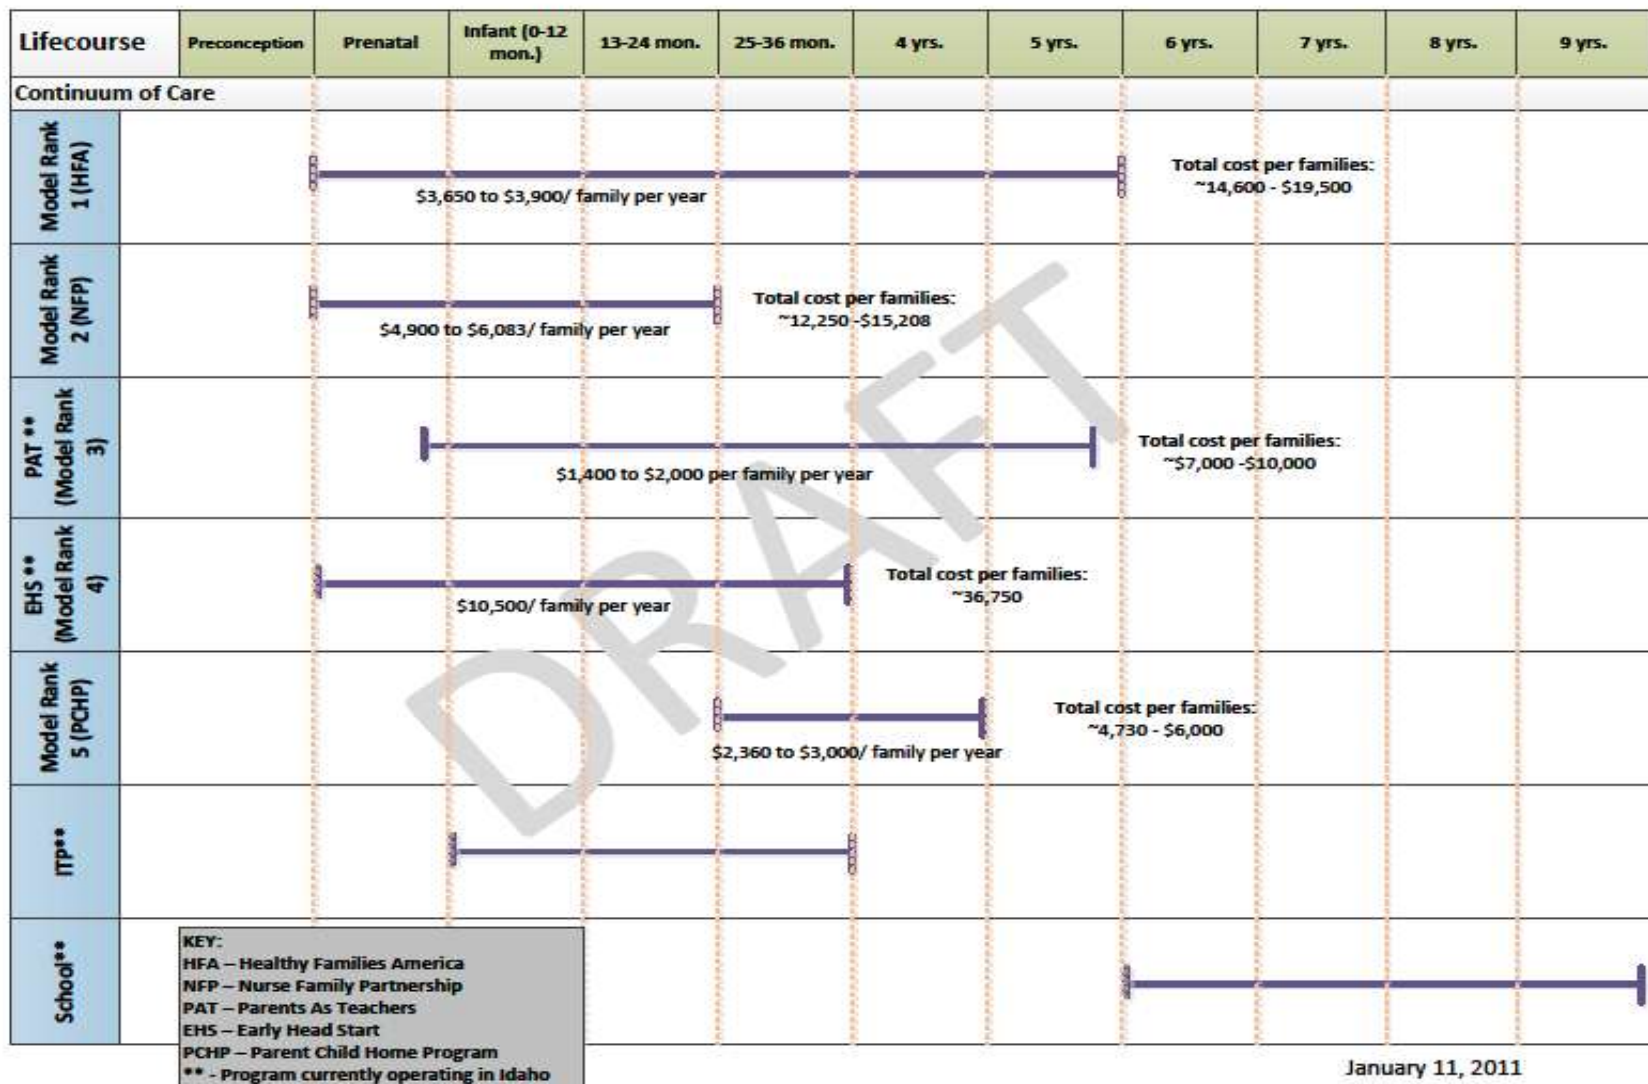 Lifecourse
Preconception
Prenatal
Infant (0-12
mon.)
13-24 mon.
25-36 mon.
4 yrs.
5 yrs.
6 yrs.
7 yrs.
8 yrs.
9 yrs.
Continuum of Care
Model Rank
1 (HFA)
$3,650 to $3,900/ family per year
Total cost per families:
~14,600 - $19,500
Model Rank
2 (NFP)
$4,900 to $6,083/ family per year
Total cost per families:
~12,250 -$15,208
PAT **
(Model Rank
3)
$1,400 to $2,000 per family per year
Total cost per families:
~$7,000 -$10,000
EHS **
(Model Rank
4)
$10,500/ family per year
Total cost per families:
~36,750
Model Rank
5 (PCHP)
$2,360 to $3,000/ family per year
Total cost per families:
~4,730 - $6,000
ITP**
School**
KEY:
HFA – Healthy Families America
NFP – Nurse Family Partnership
PAT – Parents As Teachers
EHS – Early Head Start
PCHP – Parent Child Home Program
** - Program currently operating in Idaho
DRAFT
January 11, 2011